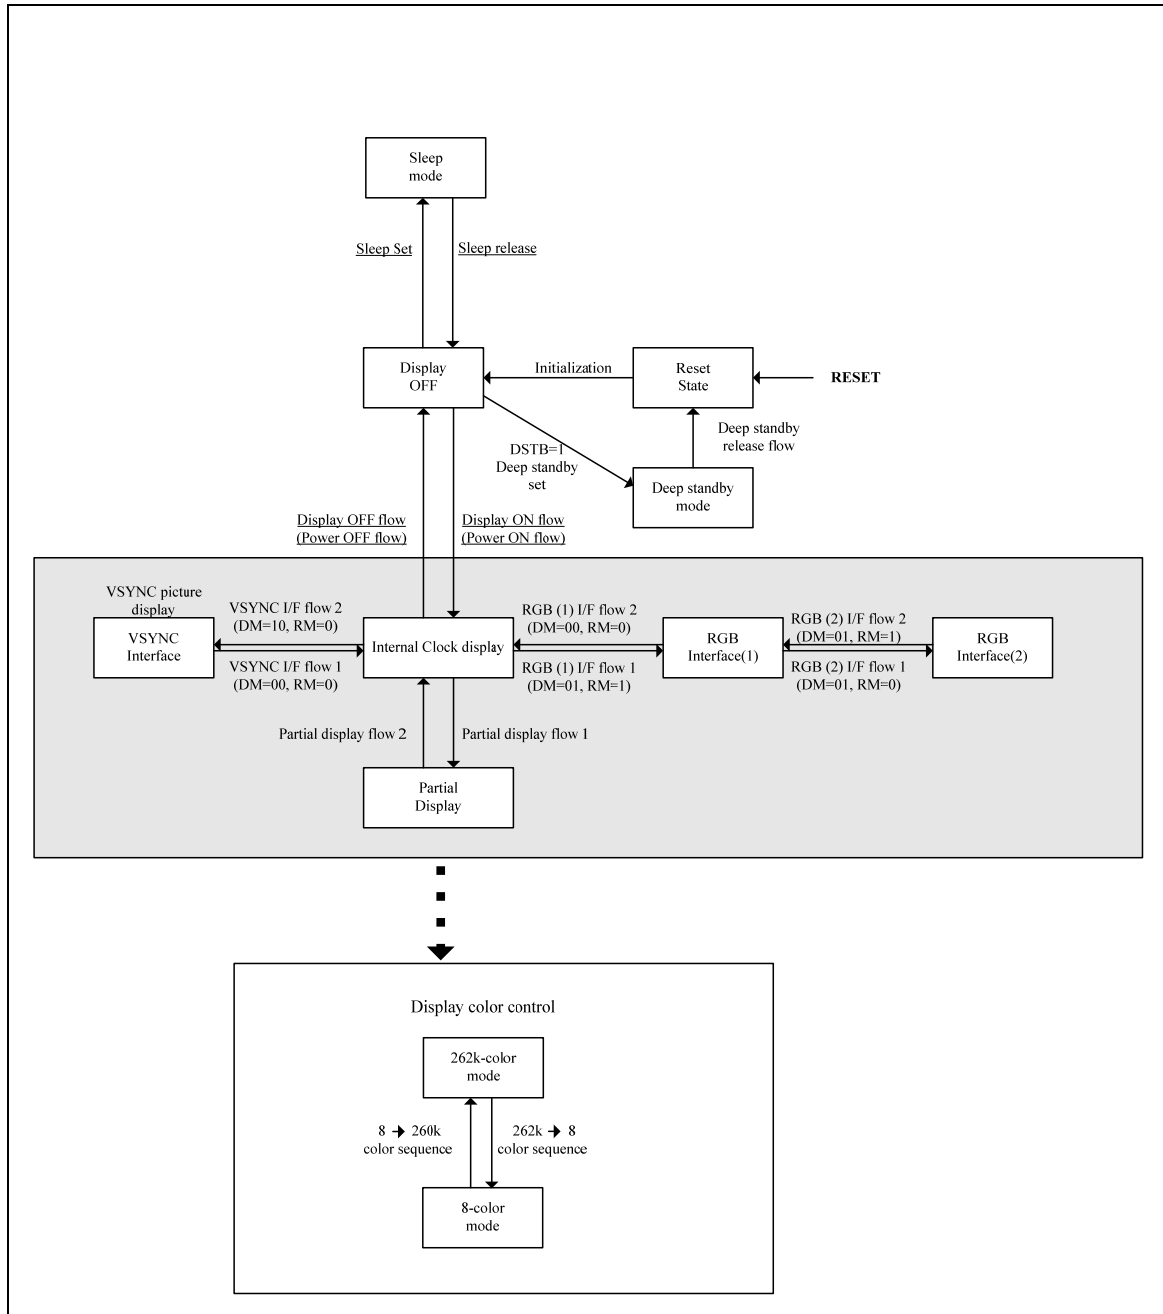 Sleep
mode
Sleep Set
Sleep release
Display
OFF
Initialization
Reset
State
RESET
DSTB=1
Deep standby
set
Deep standby
release flow
Deep standby
mode
Display OFF flow
(Power OFF flow)
Display ON flow
(Power ON flow)
VSYNC picture
display
VSYNC
Interface
VSYNC I/F flow 2
(DM=10, RM=0)
VSYNC I/F flow 1
(DM=00, RM=0)
Internal Clock display
RGB (1) I/F flow 2
(DM=00, RM=0)
RGB (1) I/F flow 1
(DM=01, RM=1)
RGB
Interface(1)
RGB (2) I/F flow 2
(DM=01, RM=1)
RGB (2) I/F flow 1
(DM=01, RM=0)
RGB
Interface(2)
Partial display flow 2
Partial display flow 1
Partial
Display
Display color control
262k-color
mode
8 → 260k
color sequence
262k → 8
color sequence
8-color
mode